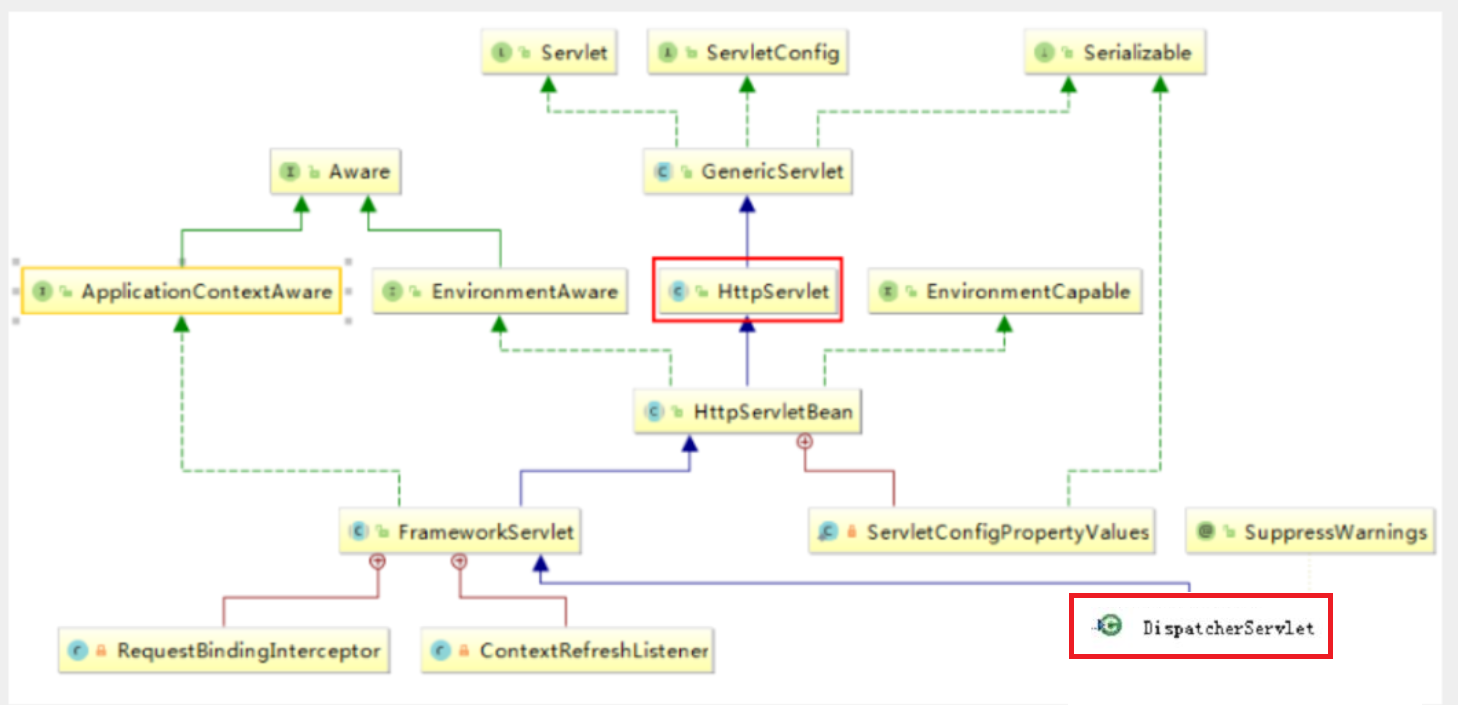 Servlet
ServletConfig
Serializable
Aware
GenericServlet
ApplicationContextAware
EnvironmentAware
HttpServlet
EnvironmentCapable
HttpServletBean
FrameworkServlet
ServletConfigPropertyValues
SuppressWarnings
RequestBindingInterceptor
ContextRefreshListener
DispatcherServlet